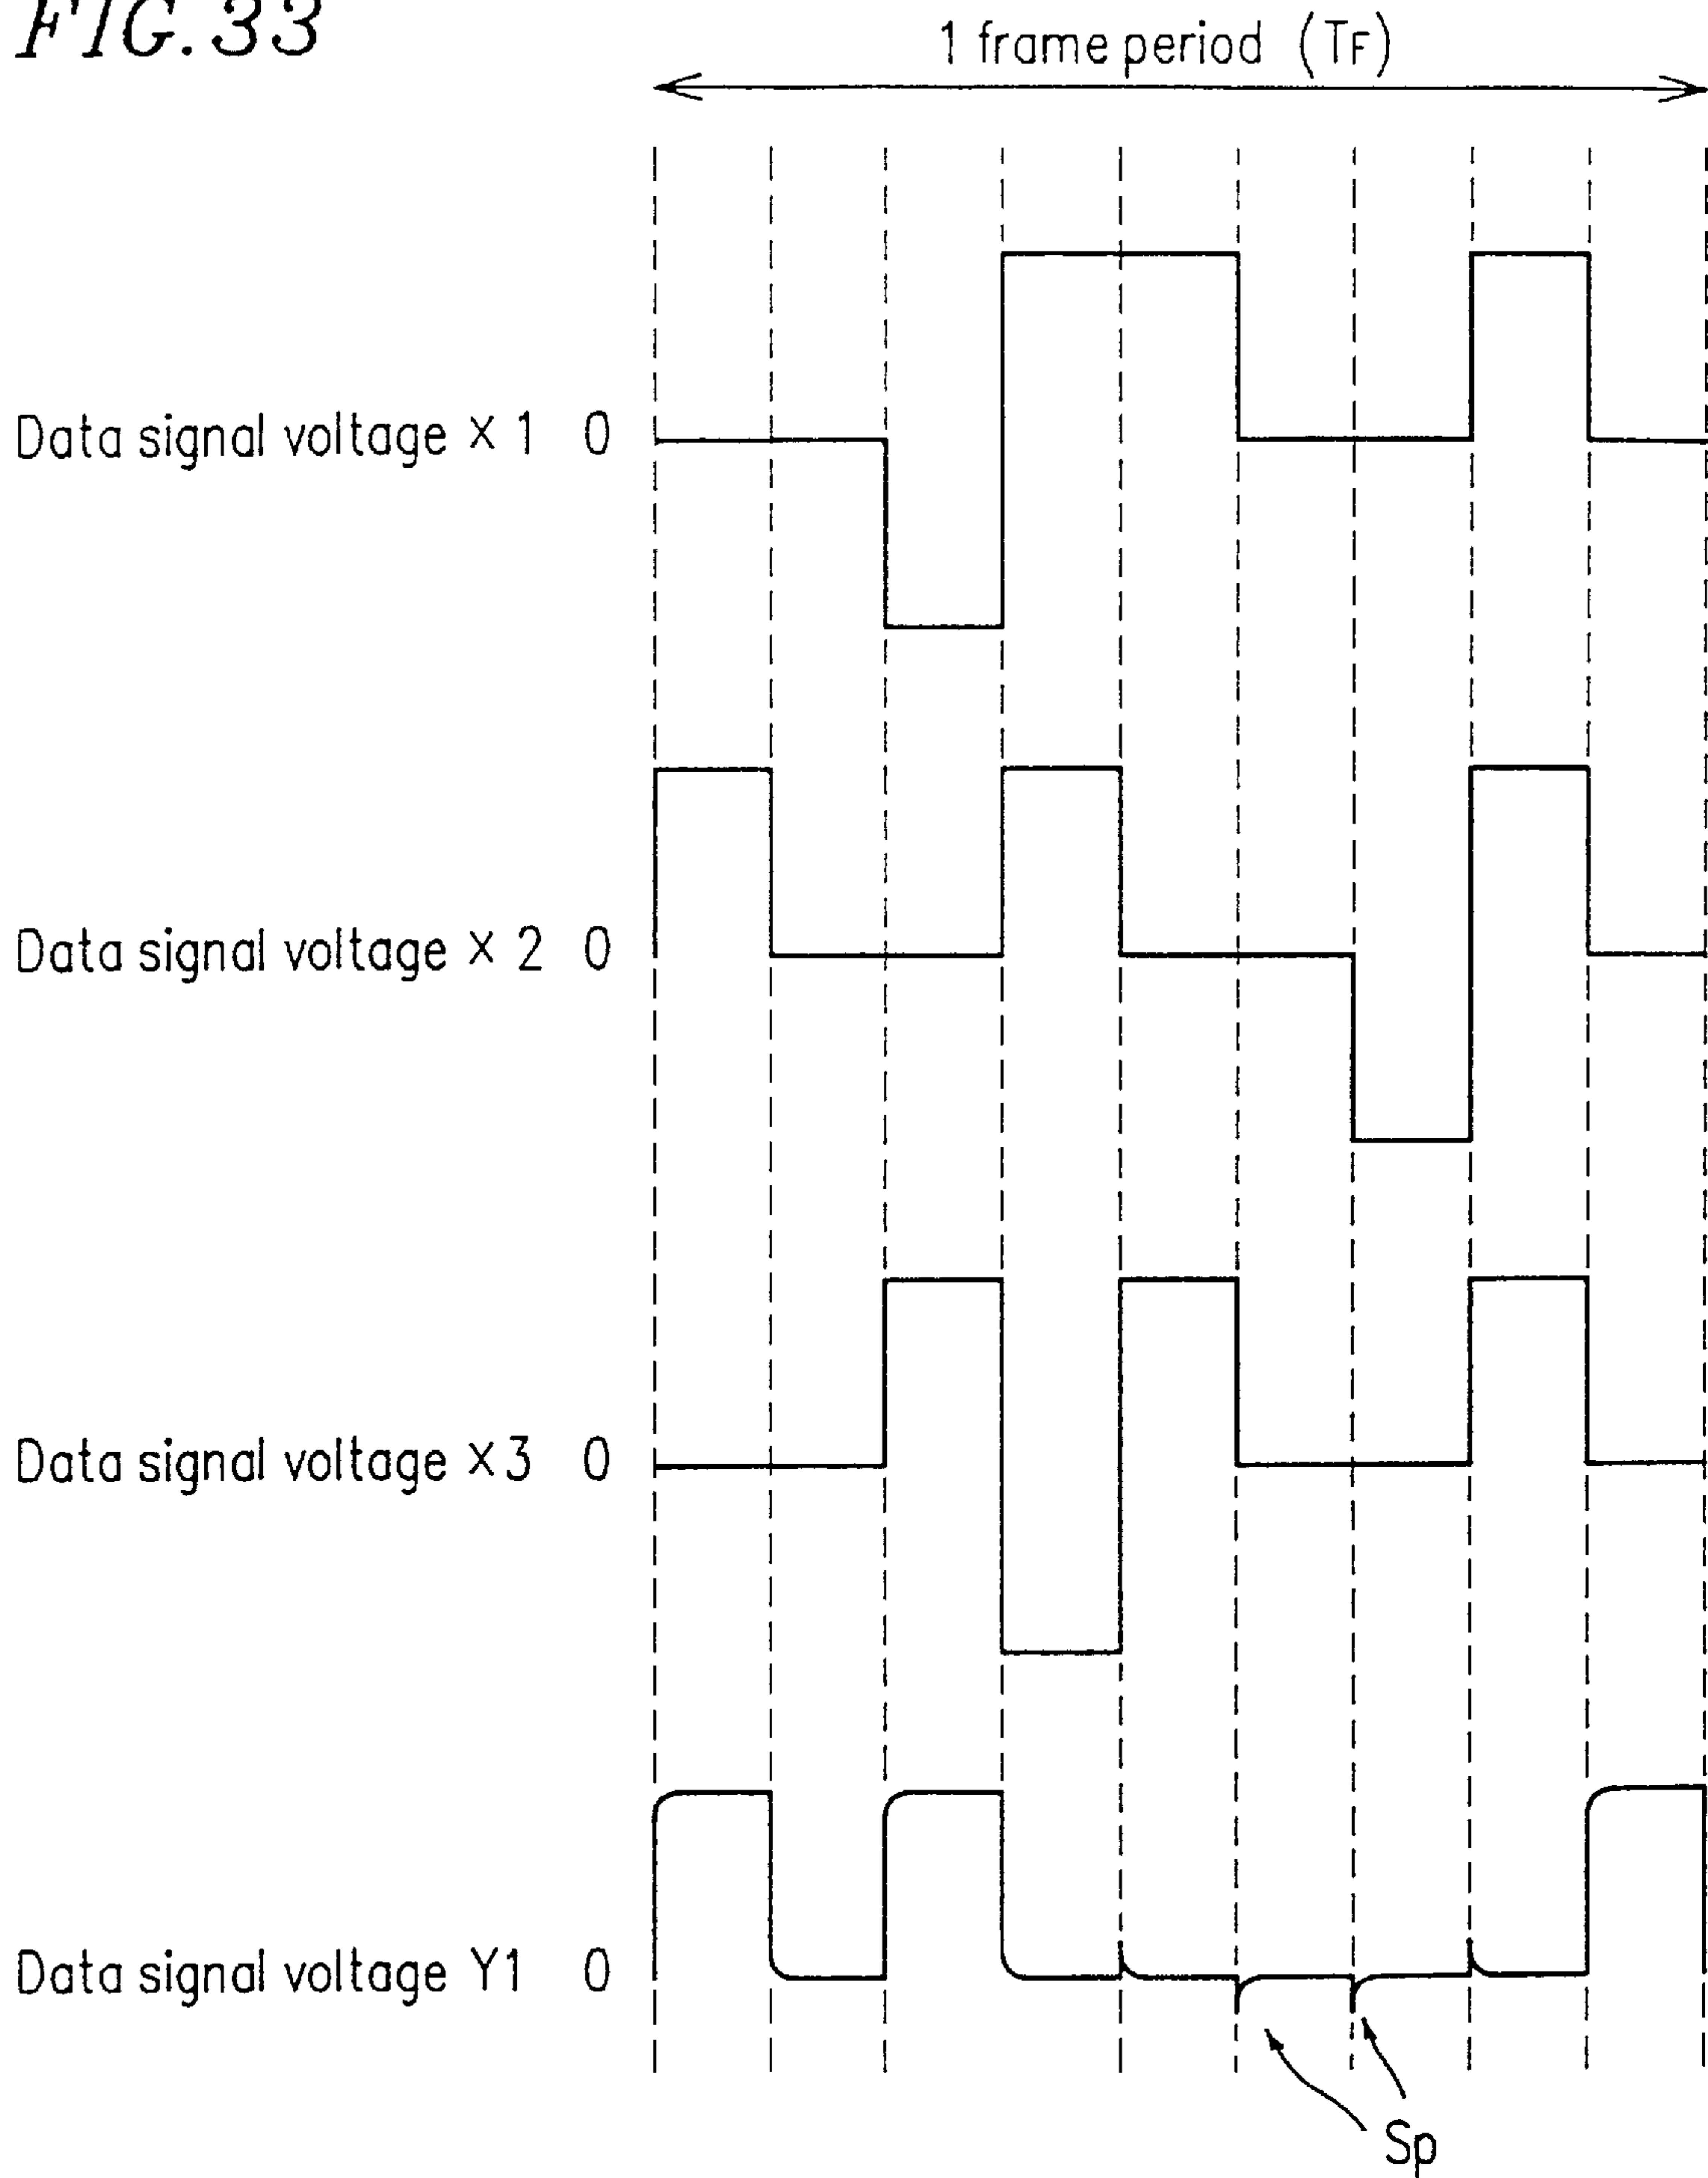 FIG. 33
1 frame period (TF)
Data signal voltage X 1 0
Data signal voltage X 2 0
Data signal voltage X 3 0
Data signal voltage Y1 0
Sp